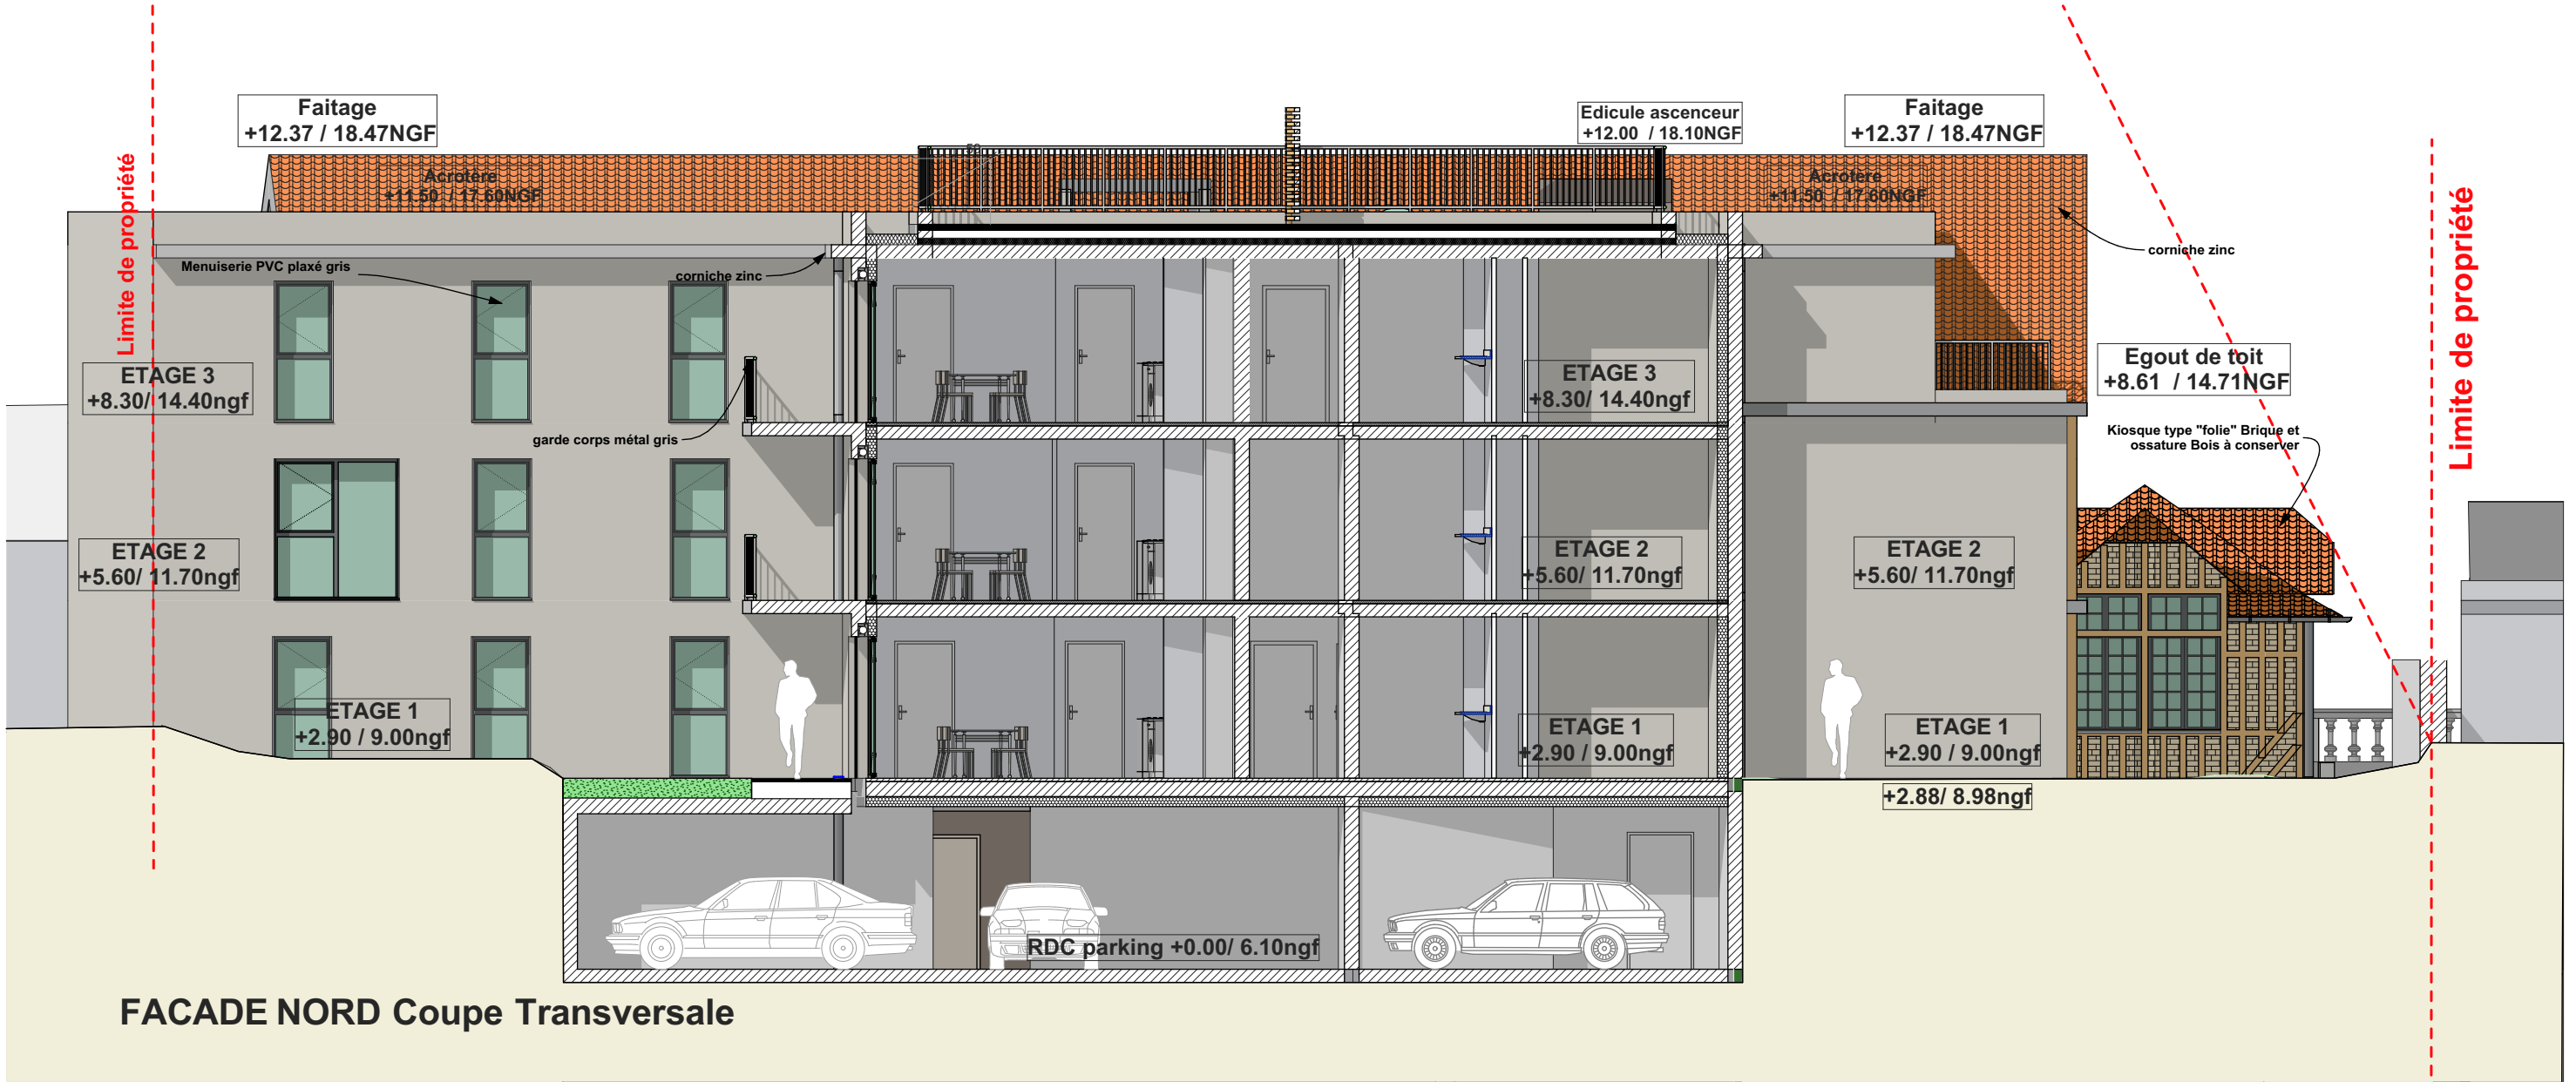 Faitage
+12.37 / 18.47NGF
Edicule ascenceur
+12.00 / 18.10NGF
Faitage
+12.37 / 18.47NGF
Limite de propriété
Acrotère
+11.50 / 17.60NGF
Acrotère
+11.50 / 17.60NGF
Limite de propriété
Menuiserie PVC plaxé gris
corniche zinc
corniche zinc
ETAGE 3
+8.30/ 14.40ngf
ETAGE 3
+8.30/ 14.40ngf
Egout de toit
+8.61 / 14.71NGF
garde corps métal gris
Kiosque type "folie" Brique et
ossature Bois à conserver
ETAGE 2
+5.60/ 11.70ngf
ETAGE 2
+5.60/ 11.70ngf
ETAGE 2
+5.60/ 11.70ngf
ETAGE 1
+2.90 / 9.00ngf
ETAGE 1
+2.90 / 9.00ngf
ETAGE 1
+2.90 / 9.00ngf
+2.88/ 8.98ngf
RDC parking +0.00/ 6.10ngf
FACADE NORD Coupe Transversale